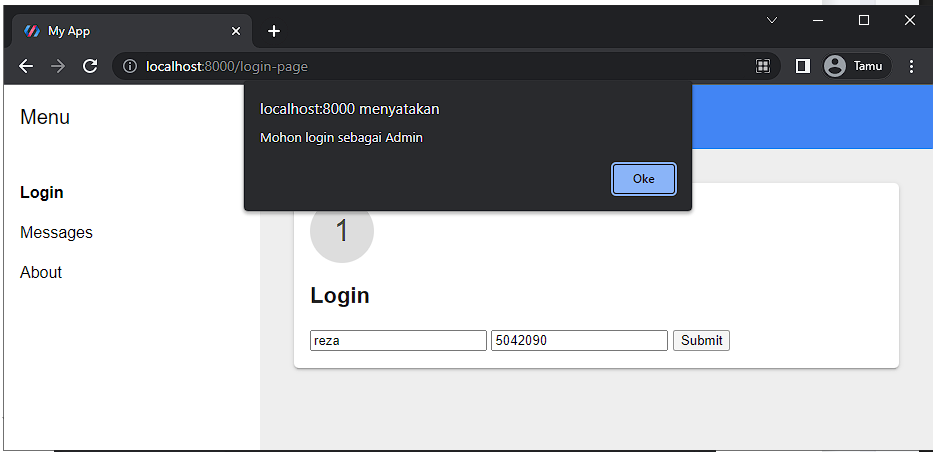 My App
localhost:8000/login-page
Tamu
Menu
localhost:8000 menyatakan
Mohon login sebagai Admin
Oke
Login
Messages
About
1
Login
reza
5042090
Submit